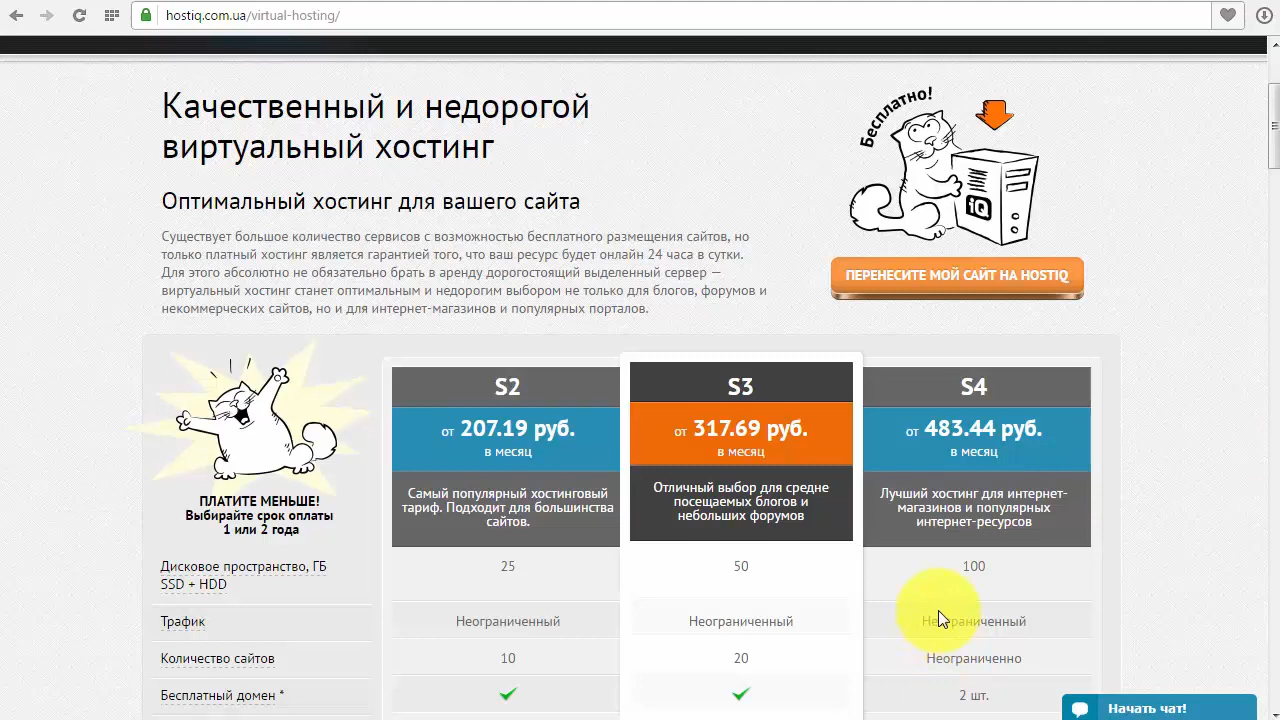 hostiq.com.ua/virtual-hosting/
Качественный и недорогой
виртуальный хостинг
Бесплатно!
iQ
Оптимальный хостинг для вашего сайта
Существует большое количество сервисов с возможностью бесплатного размещения сайтов, но
только платный хостинг является гарантией того, что ваш ресурс будет онлайн 24 часа в сутки.
Для этого абсолютно не обязательно брать в аренду дорогостоящий выделенный сервер —
виртуальный хостинг станет оптимальным и недорогим выбором не только для блогов, форумов и
некоммерческих сайтов, но и для интернет-магазинов и популярных порталов.
ПЕРЕНЕСИТЕ МОЙ САЙТ НА HOSTIQ
ПЛАТИТЕ МЕНЬШЕ!
Выбирайте срок оплаты
1 или 2 года
S2
от 207.19 руб.
в месяц
Самый популярный хостинговый
тариф. Подходит для большинства
сайтов.
S3
от 317.69 руб.
в месяц
Отличный выбор для средне
посещаемых блогов и
небольших форумов
S4
от 483.44 руб.
в месяц
Лучший хостинг для интернет-
магазинов и популярных
интернет-ресурсов
Дисковое пространство, ГБ
SSD + HDD
25 50 100
Трафик Неограниченный Неограниченный Неограниченный
Количество сайтов 10 20 Неограниченно
Бесплатный домен * 2 шт.
Начать чат!